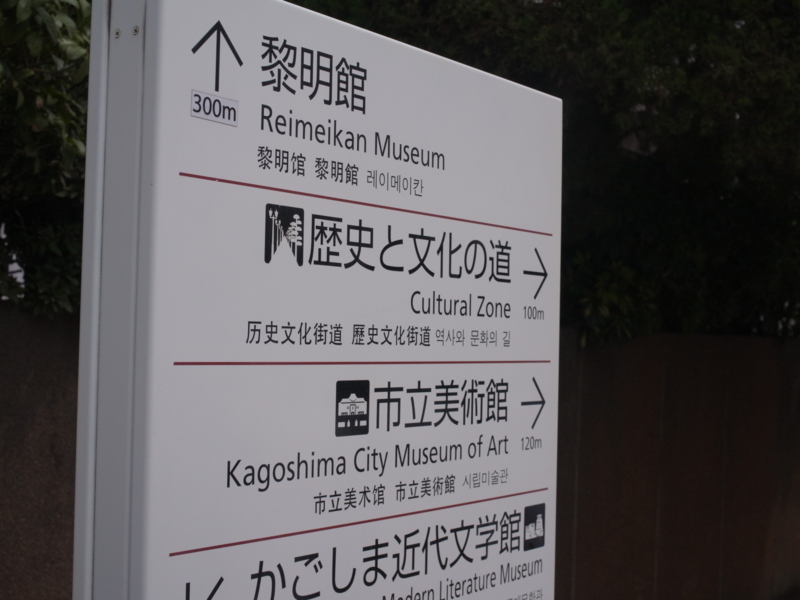 黎明館
300m
Reimeikan Museum
黎明馆 黎明館 레이메이칸
歴史と文化の道
Cultural Zone 100m
历史文化街道 歷史文化街道 역사와 문화의 길
市立美術館
Kagoshima City Museum of Art 120m
市立美术馆 市立美術館 시립미술관
かごしま近代文学館
Modern Literature Museum